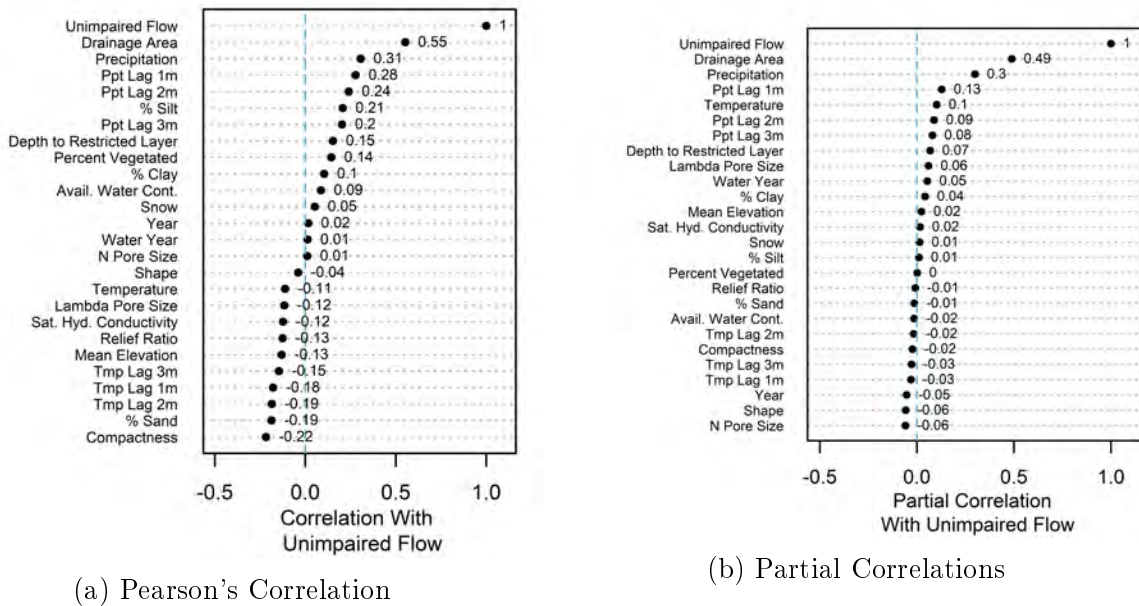 Unimpaired Flow 1
Drainage Area 0.55
Precipitation 0.31
Ppt Lag 1m 0.28
Ppt Lag 2m 0.24
% Silt 0.21
Ppt Lag 3m 0.2
Depth to Restricted Layer 0.15
Percent Vegetated 0.14
% Clay 0.1
Avail. Water Cont. 0.09
Snow 0.05
Year 0.02
Water Year 0.01
N Pore Size 0.01
Shape -0.04
Temperature -0.11
Lambda Pore Size -0.12
Sat. Hyd. Conductivity -0.12
Relief Ratio -0.13
Mean Elevation -0.13
Tmp Lag 3m -0.15
Tmp Lag 1m -0.18
Tmp Lag 2m -0.19
% Sand -0.19
Compactness -0.22
-0.5 0.0 0.5 1.0
Correlation With
Unimpaired Flow
(a) Pearson's Correlation
Unimpaired Flow 1
Drainage Area 0.49
Precipitation 0.3
Ppt Lag 1m 0.13
Temperature 0.1
Ppt Lag 2m 0.09
Ppt Lag 3m 0.08
Depth to Restricted Layer 0.07
Lambda Pore Size 0.06
Water Year 0.05
% Clay 0.04
Mean Elevation 0.02
Sat. Hyd. Conductivity 0.02
Snow 0.01
% Silt 0.01
Percent Vegetated 0
Relief Ratio -0.01
% Sand -0.01
Avail. Water Cont. -0.02
Tmp Lag 2m -0.02
Compactness -0.02
Tmp Lag 3m -0.03
Tmp Lag 1m -0.03
Year -0.05
Shape -0.06
N Pore Size -0.06
-0.5 0.0 0.5 1.0
Partial Correlation
With Unimpaired Flow
(b) Partial Correlations